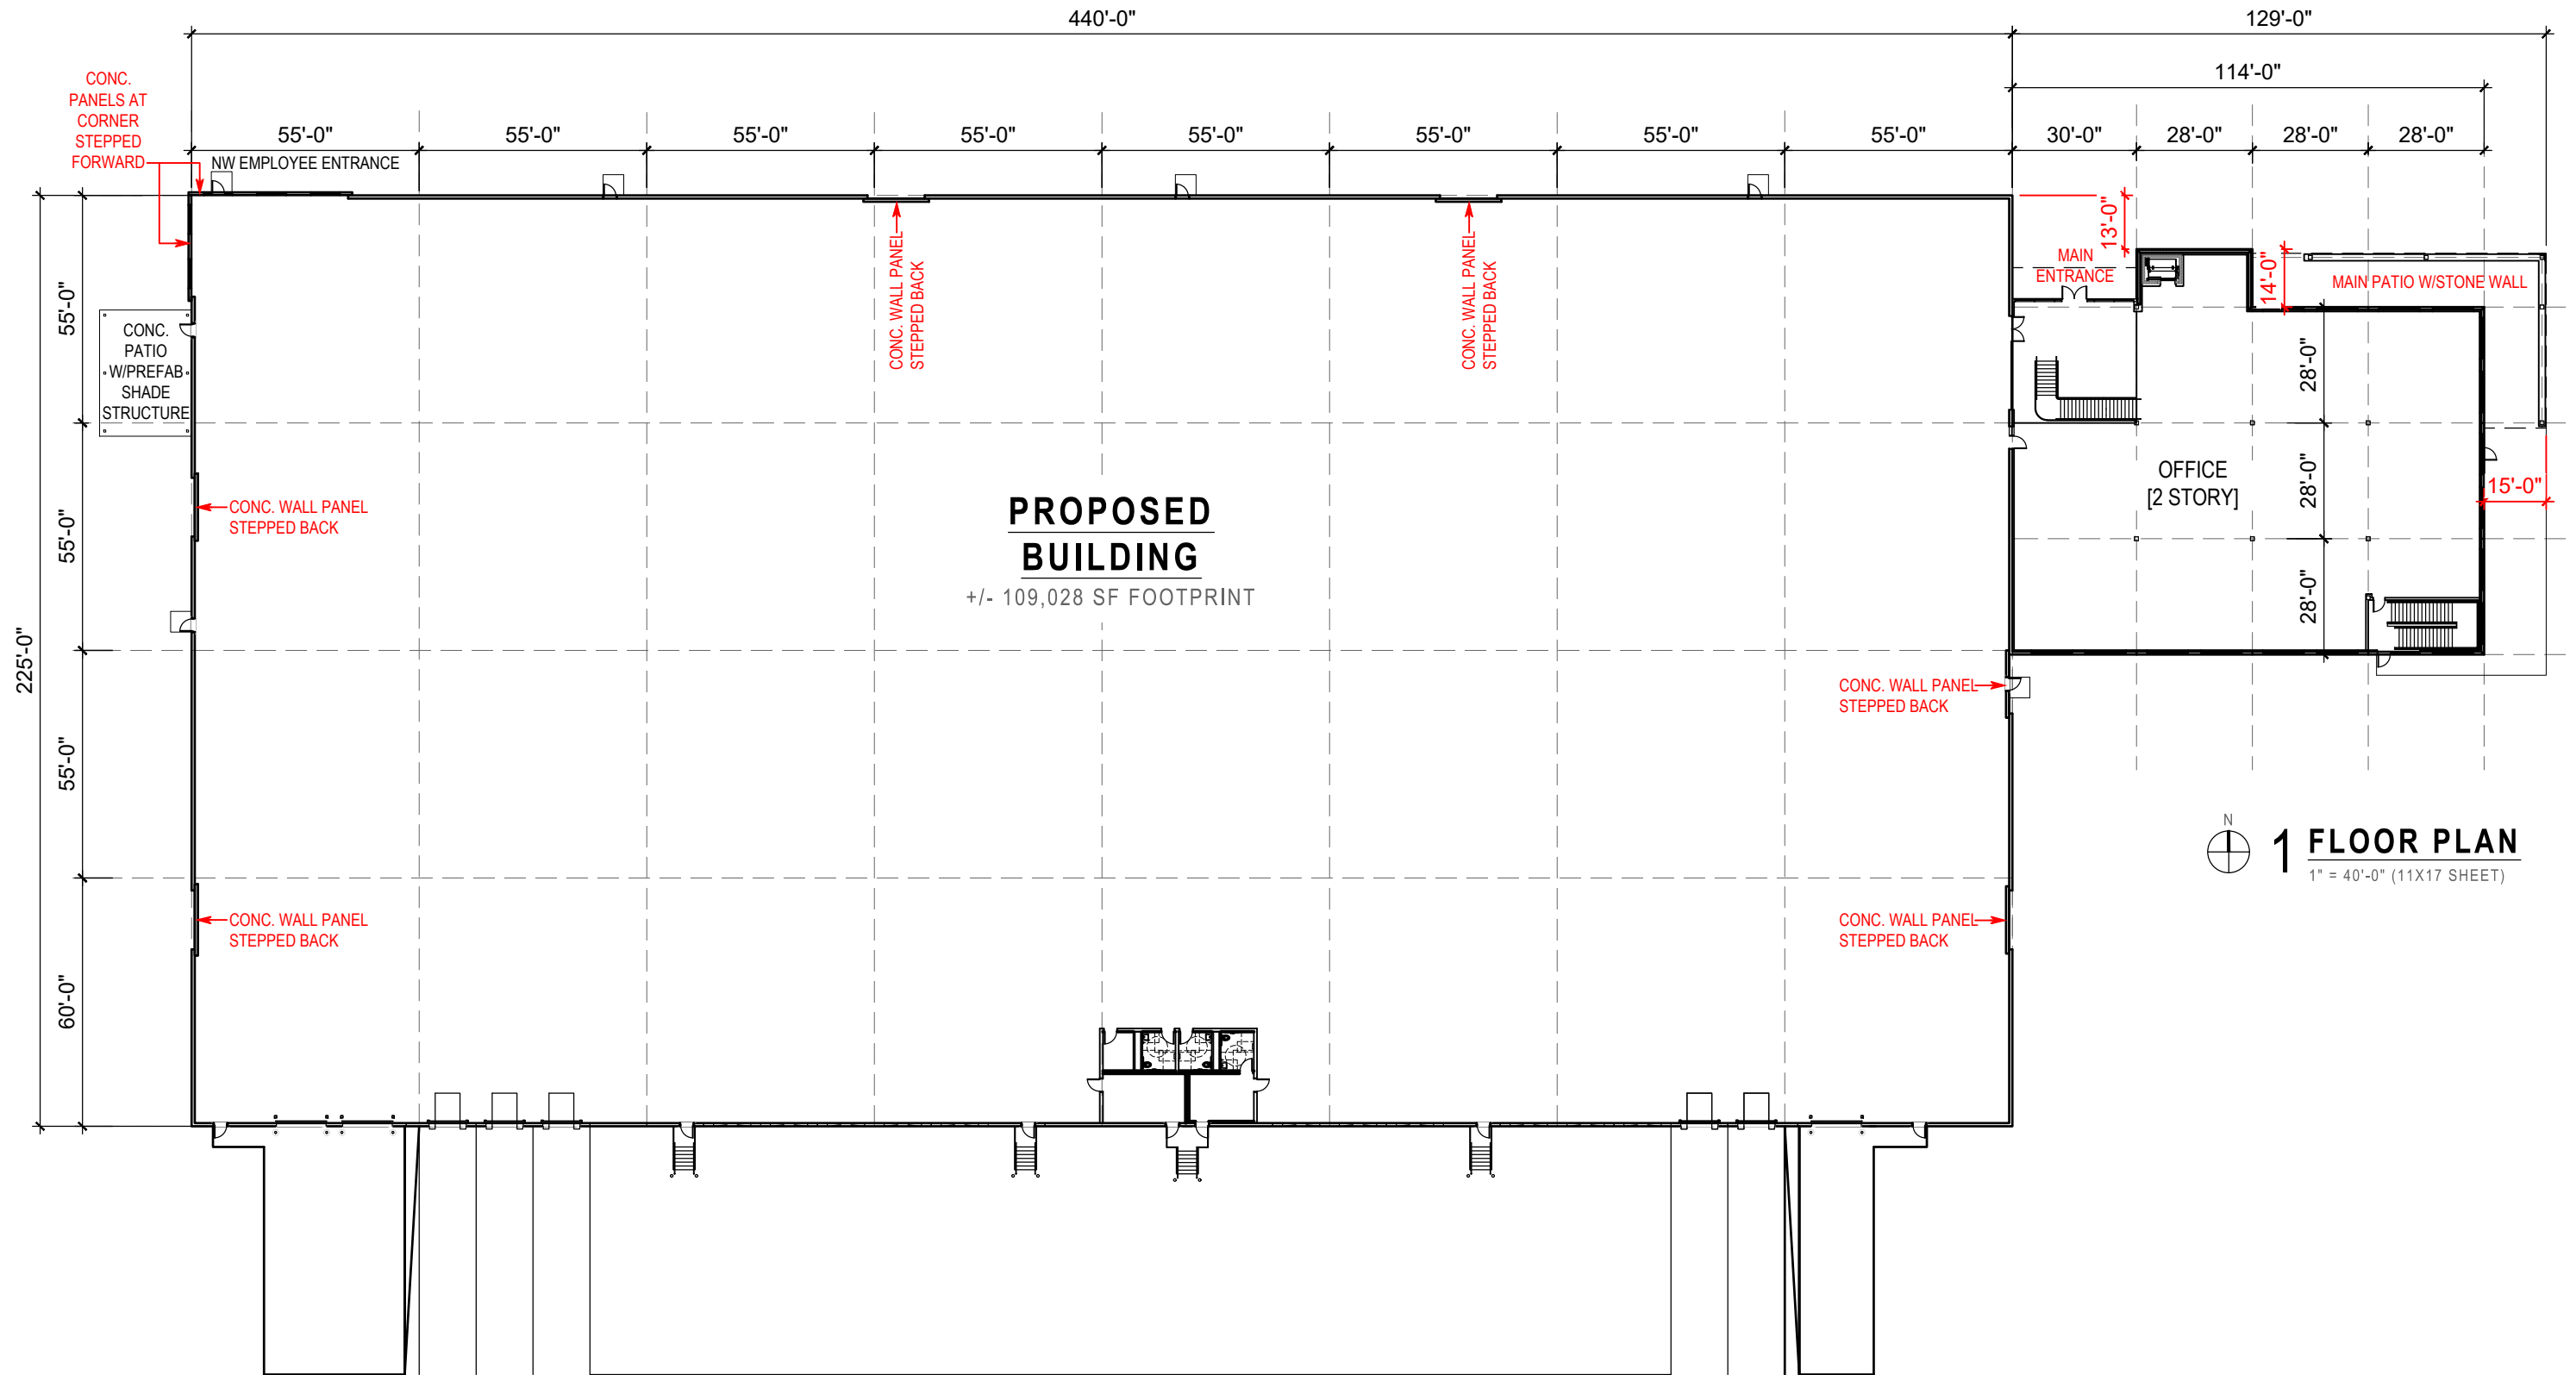 440'-0"
129'-0"
114'-0"
CONC.
PANELS AT
CORNER
STEPPED
FORWARD
55'-0"
55'-0"
55'-0"
55'-0"
55'-0"
55'-0"
55'-0"
55'-0"
30'-0"
28'-0"
28'-0"
28'-0"
NW EMPLOYEE ENTRANCE
13'-0"
14'-0"
MAIN
ENTRANCE
MAIN PATIO W/STONE WALL
CONC. WALL PANEL
STEPPED BACK
CONC. WALL PANEL
STEPPED BACK
55'-0"
CONC.
PATIO
W/PREFAB
SHADE
STRUCTURE
28'-0"
OFFICE
[2 STORY]
28'-0"
15'-0"
28'-0"
CONC. WALL PANEL
STEPPED BACK
55'-0"
PROPOSED
BUILDING
+/- 109,028 SF FOOTPRINT
225'-0"
CONC. WALL PANEL
STEPPED BACK
55'-0"
N
1 FLOOR PLAN
1" = 40'-0" (11X17 SHEET)
CONC. WALL PANEL
STEPPED BACK
CONC. WALL PANEL
STEPPED BACK
60'-0"